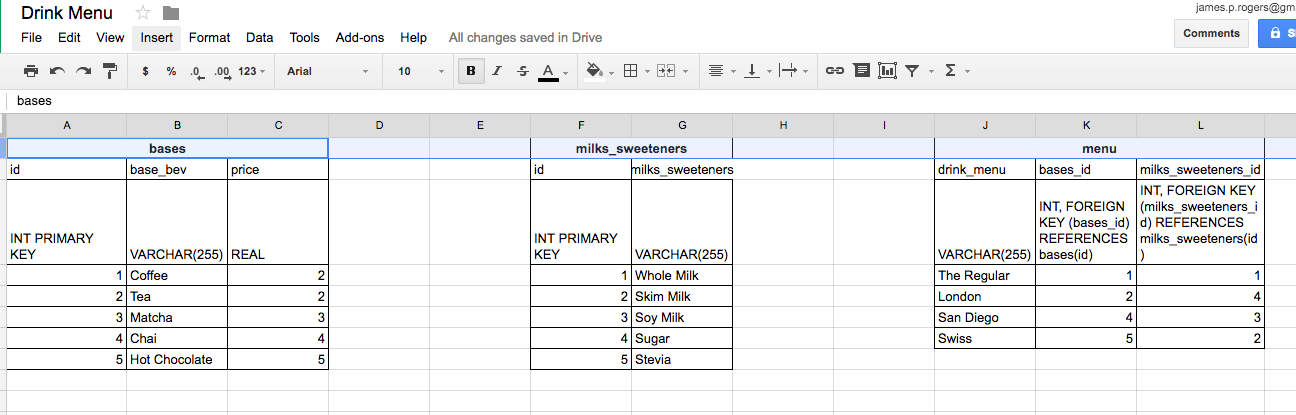 Drink Menu
james.p.rogers@gm
File Edit View Insert Format Data Tools Add-ons Help All changes saved in Drive
Comments
S
$ % .0 .00 123 Arial 10 B I S A Σ
bases
A B C D E F G H I J K L
bases milks_sweeteners menu
id base_bev price id milks_sweeteners drink_menu bases_id milks_sweeteners_id
INT PRIMARY
KEY
VARCHAR(255)
REAL
INT PRIMARY
KEY
VARCHAR(255)
VARCHAR(255)
INT, FOREIGN
KEY (bases_id)
REFERENCES
bases(id)
INT, FOREIGN KEY
(milks_sweeteners_i
d) REFERENCES
milks_sweeteners(id
)
1 Coffee 2 1 Whole Milk The Regular 1 1
2 Tea 2 2 Skim Milk London 2 4
3 Matcha 3 3 Soy Milk San Diego 4 3
4 Chai 4 4 Sugar Swiss 5 2
5 Hot Chocolate 5 5 Stevia